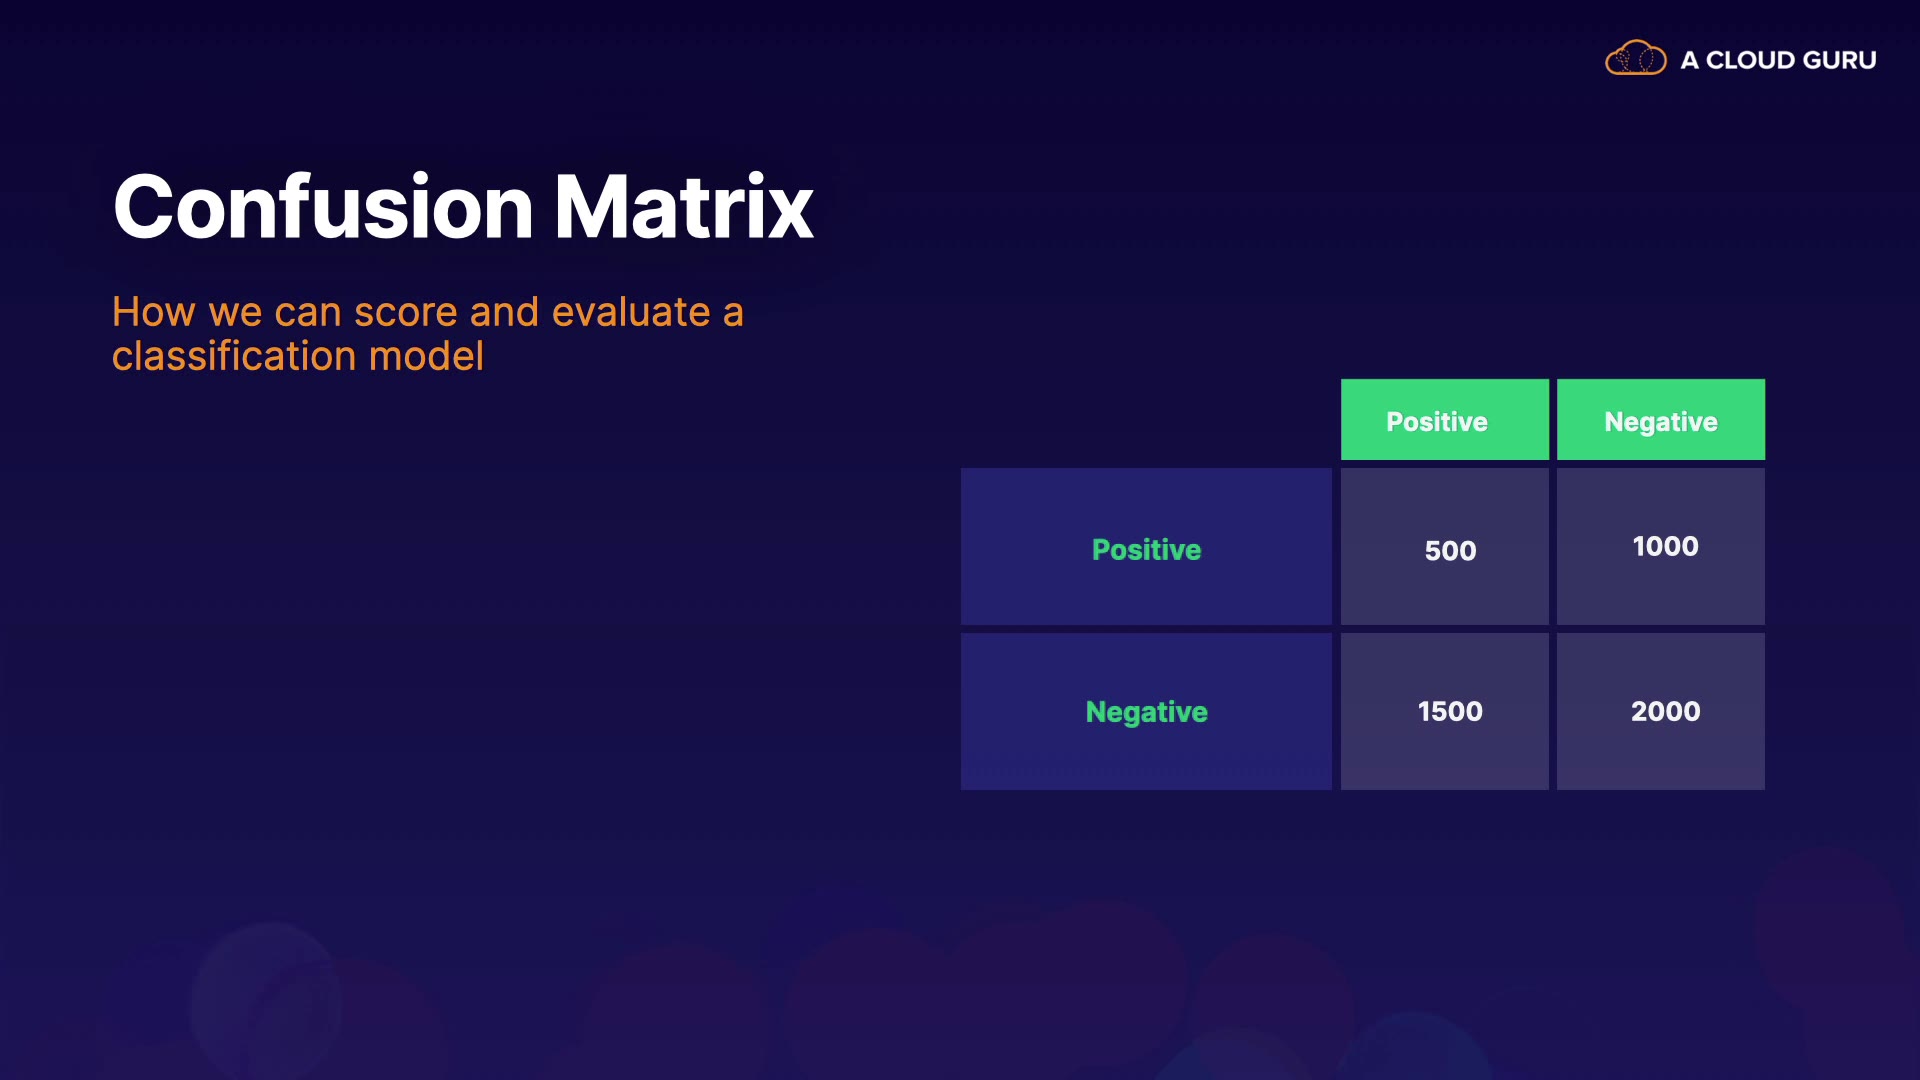 A CLOUD GURU
Confusion Matrix
How we can score and evaluate a
classification model
Positive Negative
Positive 500 1000
Negative 1500 2000